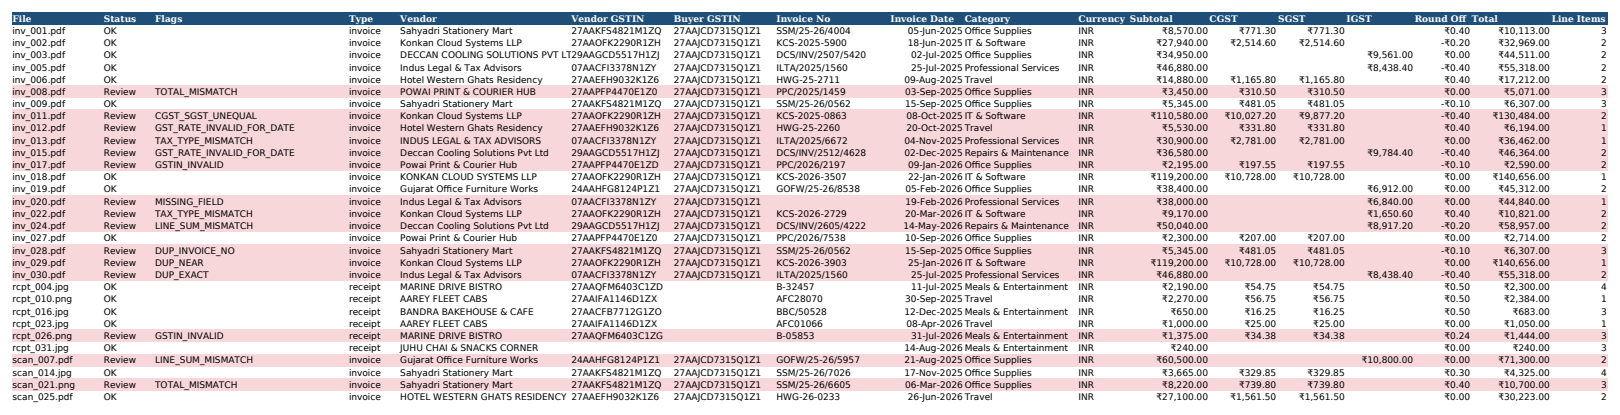 File Status Flags Type Vendor Vendor GSTIN Buyer GSTIN Invoice No Invoice Date Category Currency Subtotal CGST SGST IGST Round Off Total Line Items
inv_001.pdf OK invoice Sahyadri Stationery Mart 27AAKFS4821M1ZQ 27AAJCD7315Q1Z1 SSM/25-26/4004 05-Jun-2025 Office Supplies INR ₹8,570.00 ₹771.30 ₹771.30 ₹0.40 ₹10,113.00 3
inv_002.pdf OK invoice Konkan Cloud Systems LLP 27AAOFK2290R1ZH 27AAJCD7315Q1Z1 KCS-2025-5900 18-Jun-2025 IT & Software INR ₹27,940.00 ₹2,514.60 ₹2,514.60 -₹0.20 ₹32,969.00 2
inv_003.pdf OK invoice DECCAN COOLING SOLUTIONS PVT LT 29AAGCD5517H1ZJ 27AAJCD7315Q1Z1 DCS/INV/2507/5420 02-Jul-2025 Office Supplies INR ₹34,950.00 ₹9,561.00 ₹0.00 ₹44,511.00 2
inv_005.pdf OK invoice Indus Legal & Tax Advisors 07AACFI3378N1ZY 27AAJCD7315Q1Z1 ILTA/2025/1560 25-Jul-2025 Professional Services INR ₹46,880.00 ₹8,438.40 -₹0.40 ₹55,318.00 2
inv_006.pdf OK invoice Hotel Western Ghats Residency 27AAEFH9032K1Z6 27AAJCD7315Q1Z1 HWG-25-2711 09-Aug-2025 Travel INR ₹14,880.00 ₹1,165.80 ₹1,165.80 ₹0.40 ₹17,212.00 2
inv_008.pdf Review TOTAL_MISMATCH invoice POWAI PRINT & COURIER HUB 27AAPFP4470E1Z0 27AAJCD7315Q1Z1 PPC/2025/1459 03-Sep-2025 Office Supplies INR ₹3,450.00 ₹310.50 ₹310.50 ₹0.00 ₹5,071.00 3
inv_009.pdf OK invoice Sahyadri Stationery Mart 27AAKFS4821M1ZQ 27AAJCD7315Q1Z1 SSM/25-26/0562 15-Sep-2025 Office Supplies INR ₹5,345.00 ₹481.05 ₹481.05 -₹0.10 ₹6,307.00 3
inv_011.pdf Review CGST_SGST_UNEQUAL invoice Konkan Cloud Systems LLP 27AAOFK2290R1ZH 27AAJCD7315Q1Z1 KCS-2025-0863 08-Oct-2025 IT & Software INR ₹110,580.00 ₹10,027.20 ₹9,877.20 -₹0.40 ₹130,484.00 2
inv_012.pdf Review GST_RATE_INVALID_FOR_DATE invoice Hotel Western Ghats Residency 27AAEFH9032K1Z6 27AAJCD7315Q1Z1 HWG-25-2260 20-Oct-2025 Travel INR ₹5,530.00 ₹331.80 ₹331.80 ₹0.40 ₹6,194.00 1
inv_013.pdf Review TAX_TYPE_MISMATCH invoice INDUS LEGAL & TAX ADVISORS 07AACFI3378N1ZY 27AAJCD7315Q1Z1 ILTA/2025/6672 04-Nov-2025 Professional Services INR ₹30,900.00 ₹2,781.00 ₹2,781.00 ₹0.00 ₹36,462.00 1
inv_015.pdf Review GST_RATE_INVALID_FOR_DATE invoice Deccan Cooling Solutions Pvt Ltd 29AAGCD5517H1ZJ 27AAJCD7315Q1Z1 DCS/INV/2512/4628 02-Dec-2025 Repairs & Maintenance INR ₹36,580.00 ₹9,784.40 -₹0.40 ₹46,364.00 2
inv_017.pdf Review GSTIN_INVALID invoice Powai Print & Courier Hub 27AAPFP4470E1ZD 27AAJCD7315Q1Z1 PPC/2026/2197 09-Jan-2026 Office Supplies INR ₹2,195.00 ₹197.55 ₹197.55 -₹0.10 ₹2,590.00 2
inv_018.pdf OK invoice KONKAN CLOUD SYSTEMS LLP 27AAOFK2290R1ZH 27AAJCD7315Q1Z1 KCS-2026-3507 22-Jan-2026 IT & Software INR ₹119,200.00 ₹10,728.00 ₹10,728.00 ₹0.00 ₹140,656.00 1
inv_019.pdf OK invoice Gujarat Office Furniture Works 24AAHFG8124P1Z1 27AAJCD7315Q1Z1 GOFW/25-26/8538 05-Feb-2026 Office Supplies INR ₹38,400.00 ₹6,912.00 ₹0.00 ₹45,312.00 2
inv_020.pdf Review MISSING_FIELD invoice Indus Legal & Tax Advisors 07AACFI3378N1ZY 27AAJCD7315Q1Z1 19-Feb-2026 Professional Services INR ₹38,000.00 ₹6,840.00 ₹0.00 ₹44,840.00 1
inv_022.pdf Review TAX_TYPE_MISMATCH invoice Konkan Cloud Systems LLP 27AAOFK2290R1ZH 27AAJCD7315Q1Z1 KCS-2026-2729 20-Mar-2026 IT & Software INR ₹9,170.00 ₹1,650.60 ₹0.40 ₹10,821.00 2
inv_024.pdf Review LINE_SUM_MISMATCH invoice Deccan Cooling Solutions Pvt Ltd 29AAGCD5517H1ZJ 27AAJCD7315Q1Z1 DCS/INV/2605/4222 14-May-2026 Repairs & Maintenance INR ₹50,040.00 ₹8,917.20 -₹0.20 ₹58,957.00 2
inv_027.pdf OK invoice Powai Print & Courier Hub 27AAPFP4470E1Z0 27AAJCD7315Q1Z1 PPC/2026/7538 10-Sep-2026 Office Supplies INR ₹2,300.00 ₹207.00 ₹207.00 ₹0.00 ₹2,714.00 2
inv_028.pdf Review DUP_INVOICE_NO invoice Sahyadri Stationery Mart 27AAKFS4821M1ZQ 27AAJCD7315Q1Z1 SSM/25-26/0562 15-Sep-2025 Office Supplies INR ₹5,345.00 ₹481.05 ₹481.05 -₹0.10 ₹6,307.00 3
inv_029.pdf Review DUP_NEAR invoice Konkan Cloud Systems LLP 27AAOFK2290R1ZH 27AAJCD7315Q1Z1 KCS-2026-3903 25-Jan-2026 IT & Software INR ₹119,200.00 ₹10,728.00 ₹10,728.00 ₹0.00 ₹140,656.00 1
inv_030.pdf Review DUP_EXACT invoice Indus Legal & Tax Advisors 07AACFI3378N1ZY 27AAJCD7315Q1Z1 ILTA/2025/1560 25-Jul-2025 Professional Services INR ₹46,880.00 ₹8,438.40 -₹0.40 ₹55,318.00 2
rcpt_004.jpg OK receipt MARINE DRIVE BISTRO 27AAQFM6403C1ZD B-32457 11-Jul-2025 Meals & Entertainment INR ₹2,190.00 ₹54.75 ₹54.75 ₹0.50 ₹2,300.00 4
rcpt_010.png OK receipt AAREY FLEET CABS 27AAIFA1146D1ZX AFC28070 30-Sep-2025 Travel INR ₹2,270.00 ₹56.75 ₹56.75 ₹0.50 ₹2,384.00 1
rcpt_016.jpg OK receipt BANDRA BAKEHOUSE & CAFE 27AACFB7712G1ZO BBC/50528 12-Dec-2025 Meals & Entertainment INR ₹650.00 ₹16.25 ₹16.25 ₹0.50 ₹683.00 3
rcpt_023.jpg OK receipt AAREY FLEET CABS 27AAIFA1146D1ZX AFC01066 08-Apr-2026 Travel INR ₹1,000.00 ₹25.00 ₹25.00 ₹0.00 ₹1,050.00 1
rcpt_026.png Review GSTIN_INVALID receipt MARINE DRIVE BISTRO 27AAQFM6403C1ZG B-05853 31-Jul-2026 Meals & Entertainment INR ₹1,375.00 ₹34.38 ₹34.38 ₹0.24 ₹1,444.00 3
rcpt_031.jpg OK receipt JUHU CHAI & SNACKS CORNER 14-Aug-2026 Meals & Entertainment INR ₹240.00 ₹0.00 ₹240.00 3
scan_007.jpg Review LINE_SUM_MISMATCH invoice Gujarat Office Furniture Works 24AAHFG8124P1Z1 27AAJCD7315Q1Z1 GOFW/25-26/5957 21-Aug-2025 Office Supplies INR ₹60,500.00 ₹10,800.00 ₹0.00 ₹71,300.00 2
scan_014.jpg OK invoice Sahyadri Stationery Mart 27AAKFS4821M1ZQ 27AAJCD7315Q1Z1 SSM/25-26/7026 17-Nov-2025 Office Supplies INR ₹3,665.00 ₹329.85 ₹329.85 ₹0.30 ₹4,325.00 4
scan_021.png Review TOTAL_MISMATCH invoice Sahyadri Stationery Mart 27AAKFS4821M1ZQ 27AAJCD7315Q1Z1 SSM/25-26/6605 06-Mar-2026 Office Supplies INR ₹8,220.00 ₹739.80 ₹739.80 ₹0.40 ₹10,700.00 3
scan_025.pdf OK invoice HOTEL WESTERN GHATS RESIDENCY 27AAEFH9032K1Z6 27AAJCD7315Q1Z1 HWG-26-0233 26-Jun-2026 Travel INR ₹27,100.00 ₹1,561.50 ₹1,561.50 ₹0.00 ₹30,223.00 2